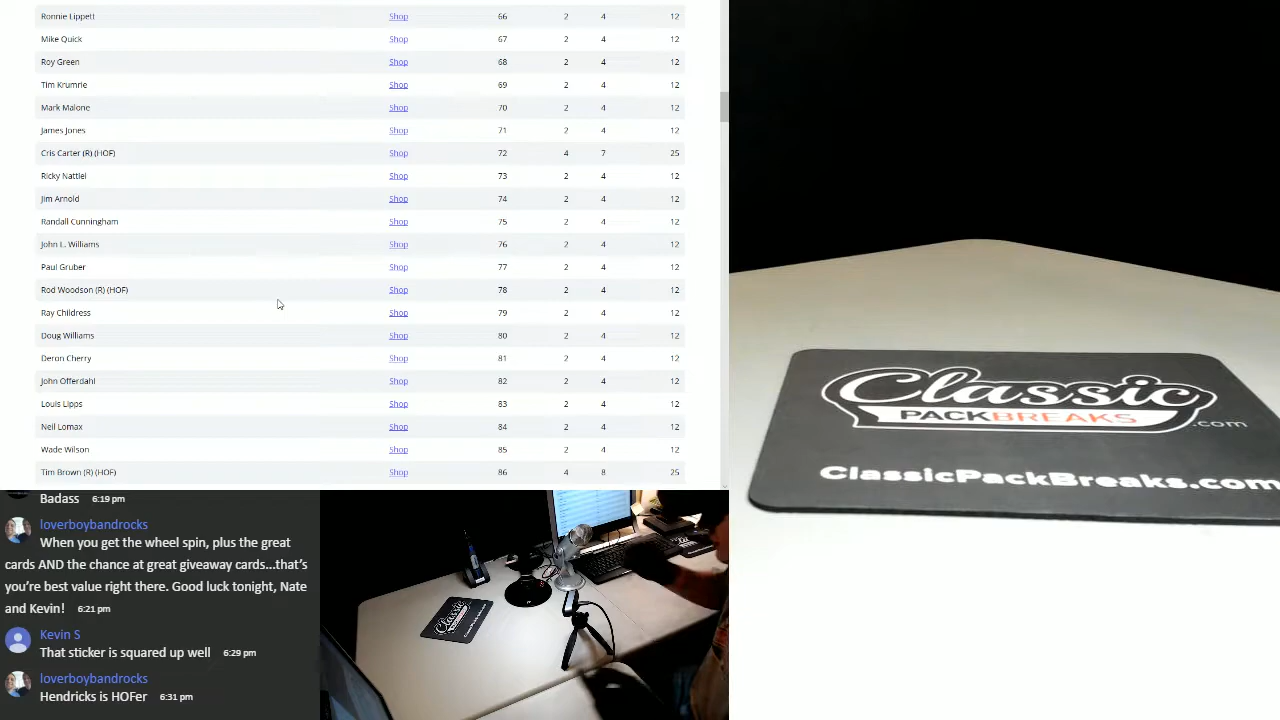 Ronnie Lippett Shop 66 2 4 12
Mike Quick Shop 67 2 4 12
Roy Green Shop 68 2 4 12
Tim Krumrie Shop 69 2 4 12
Mark Malone Shop 70 2 4 12
James Jones Shop 71 2 4 12
Cris Carter (R) (HOF) Shop 72 4 7 25
Ricky Nattiel Shop 73 2 4 12
Jim Arnold Shop 74 2 4 12
Randall Cunningham Shop 75 2 4 12
John L. Williams Shop 76 2 4 12
Paul Gruber Shop 77 2 4 12
Rod Woodson (R) (HOF) Shop 78 2 4 12
Ray Childress Shop 79 2 4 12
Doug Williams Shop 80 2 4 12
Deron Cherry Shop 81 2 4 12
John Offerdahl Shop 82 2 4 12
Louis Lipps Shop 83 2 4 12
Neil Lomax Shop 84 2 4 12
Wade Wilson Shop 85 2 4 12
Tim Brown (R) (HOF) Shop 86 4 8 25
Badass 6:19 pm
loverboybandrocks
When you get the wheel spin, plus the great
cards AND the chance at great giveaway cards...that's
you're best value right there. Good luck tonight, Nate
and Kevin! 6:21 pm
Kevin S
That sticker is squared up well 6:29 pm
loverboybandrocks
Hendricks is HOFer 6:31 pm
Classic
PACKBREAKS
.com
ClassicPackBreaks.com
Classic